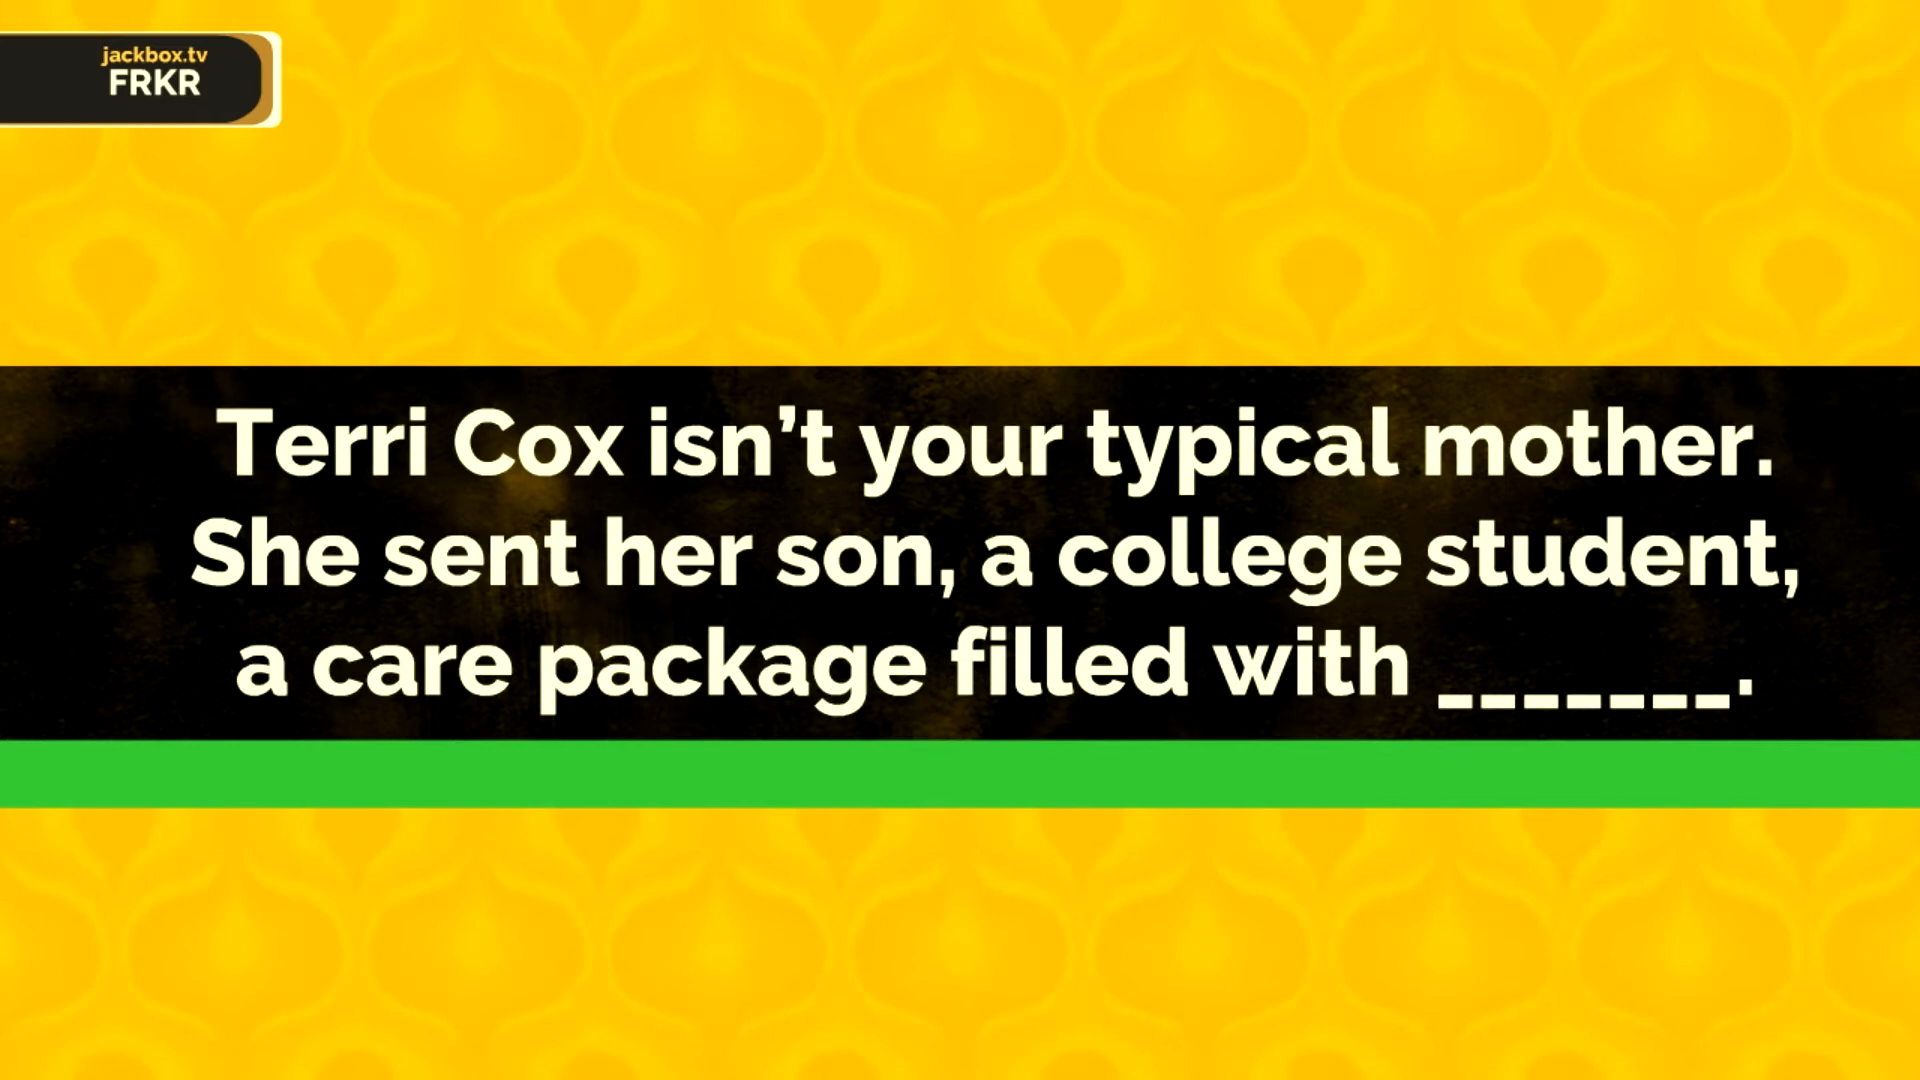 jackbox.tv
FRKR
Terri Cox isn’t your typical mother.
She sent her son, a college student,
a care package filled with _______.